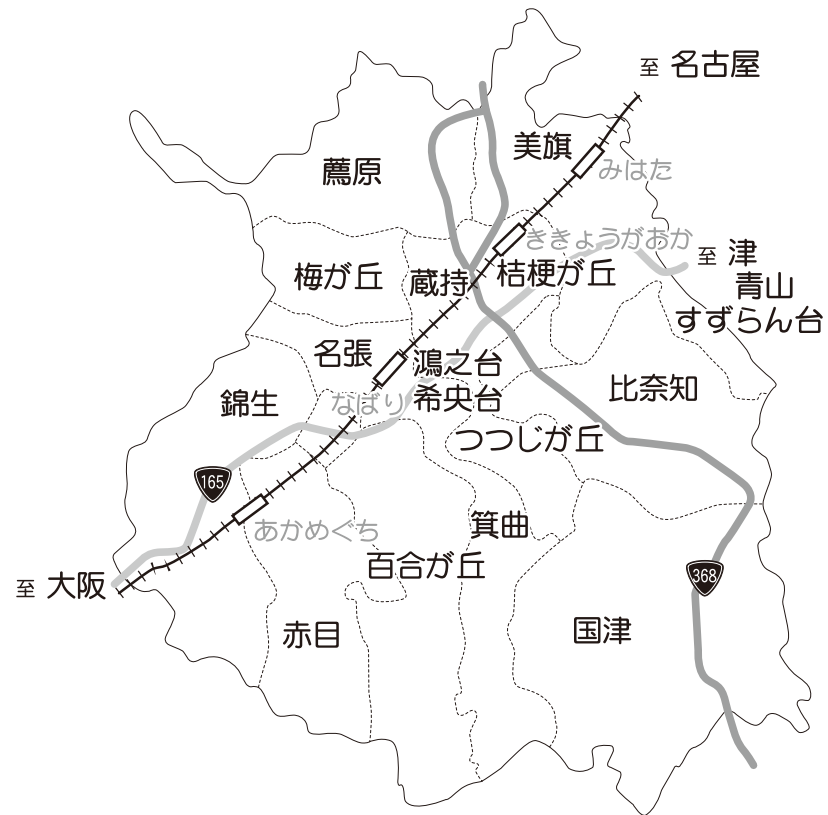 至 名古屋
美旗
みはた
薦原
ききょうがおか
至 津
青山
すずらん台
梅が丘
蔵持
桔梗が丘
名張
鴻之台
希央台
なばり
比奈知
錦生
つつじが丘
165
あかめぐち
箕曲
百合が丘
368
至 大阪
赤目
国津